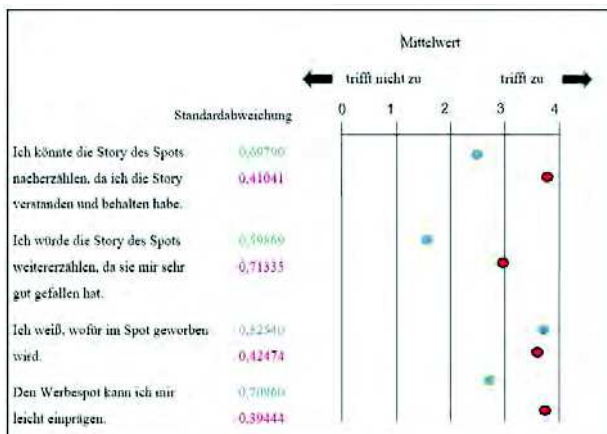 Mittelwert
trifft nicht zu trifft zu
0 1 2 3 4
Standardabweichung
Ich könnte die Story des Spots 0,69790
nacherzählen, da ich die Story 0,41041
verstanden und behalten habe.
Ich würde die Story des Spots 0,59869
weitererzählen, da sie mir sehr 0,71335
gut gefallen hat.
Ich weiß, wofür im Spot geworben
wird. 0,42474
Den Werbespot kann ich mir 0,70960
leicht einprägen. 0,39444